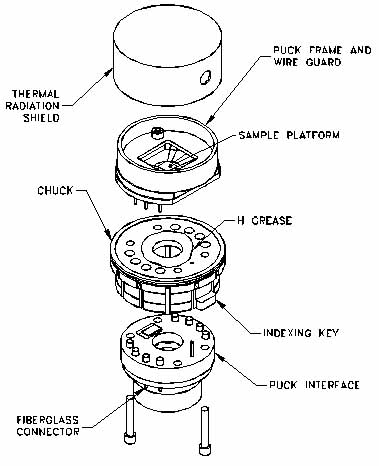 PUCK FRAME AND
WIRE GUARD
THERMAL
RADIATION
SHIELD
SAMPLE PLATFORM
CHUCK
H GREASE
INDEXING KEY
PUCK INTERFACE
FIBERGLASS
CONNECTOR